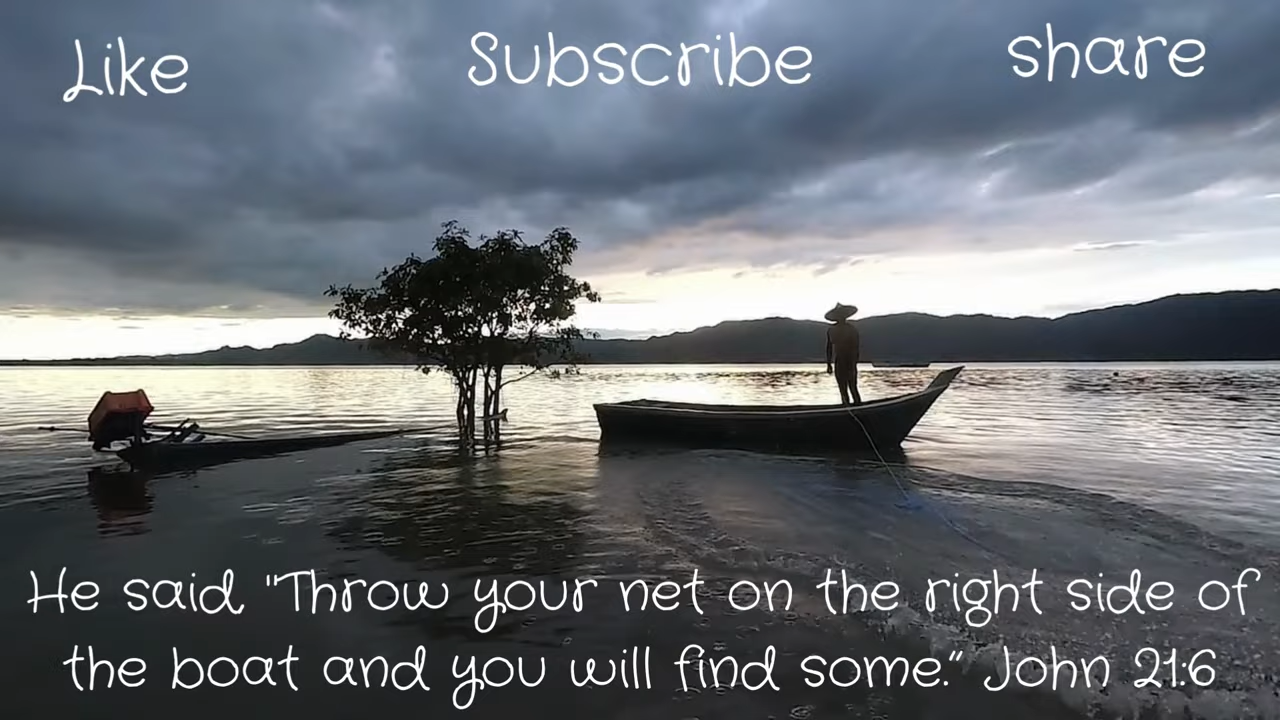 Like Subscribe share
He said, "Throw your net on the right side of
the boat and you will find some." John 21:6